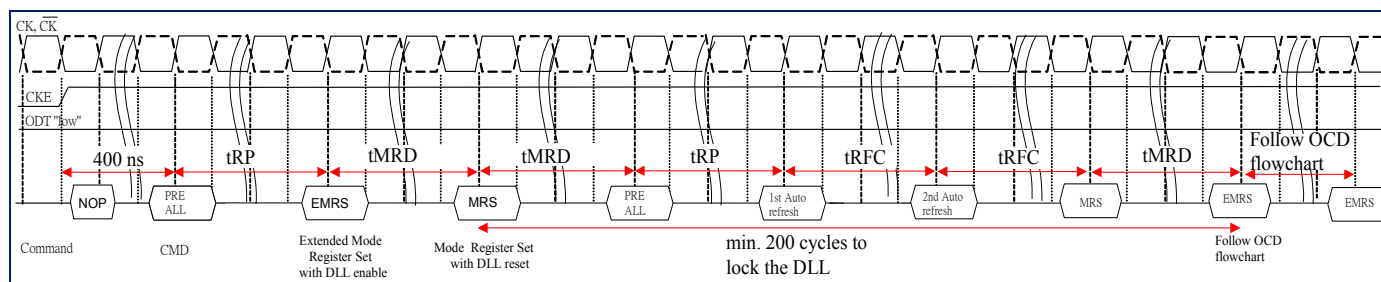 CK, CK
CKE
ODT "low"
400 ns
tRP
tMRD
tMRD
tRP
tRFC
tRFC
tMRD
Follow OCD
flowchart
NOP
PRE
ALL
EMRS
MRS
PRE
ALL
1st Auto
refresh
2nd Auto
refresh
MRS
EMRS
EMRS
Command
CMD
Extended Mode
Register Set
with DLL enable
Mode Register Set
with DLL reset
min. 200 cycles to
lock the DLL
Follow OCD
flowchart